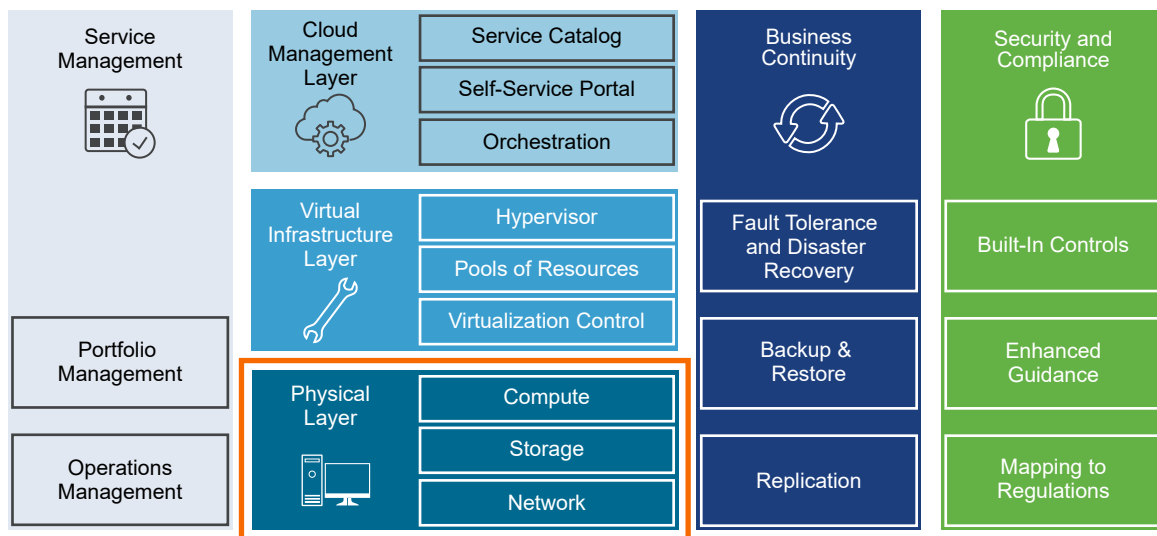 Service
Management
Portfolio
Management
Operations
Management
Cloud
Management
Layer
Service Catalog
Self-Service Portal
Orchestration
Virtual
Infrastructure
Layer
Hypervisor
Pools of Resources
Virtualization Control
Physical
Layer
Compute
Storage
Network
Business
Continuity
Fault Tolerance
and Disaster
Recovery
Backup &
Restore
Replication
Security and
Compliance
Built-In Controls
Enhanced
Guidance
Mapping to
Regulations